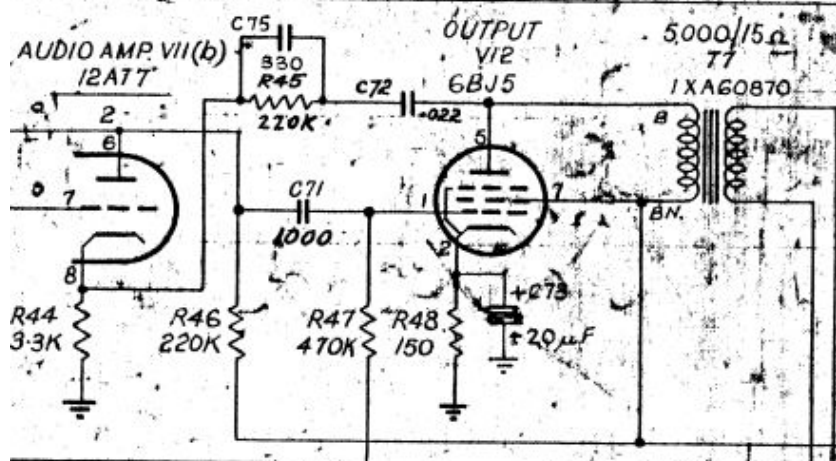 C75
330
R45
220K
AUDIO AMP. V11(b)
12AT7
C72
.022
OUTPUT
V12
6BJ5
5,000/15Ω
T7
1XA60870
2
6
7
8
5
B
C71
1000
1
7
2
BN.
R44
3.3K
R46
220K
R47
470K
R48
150
+C73
±20µF